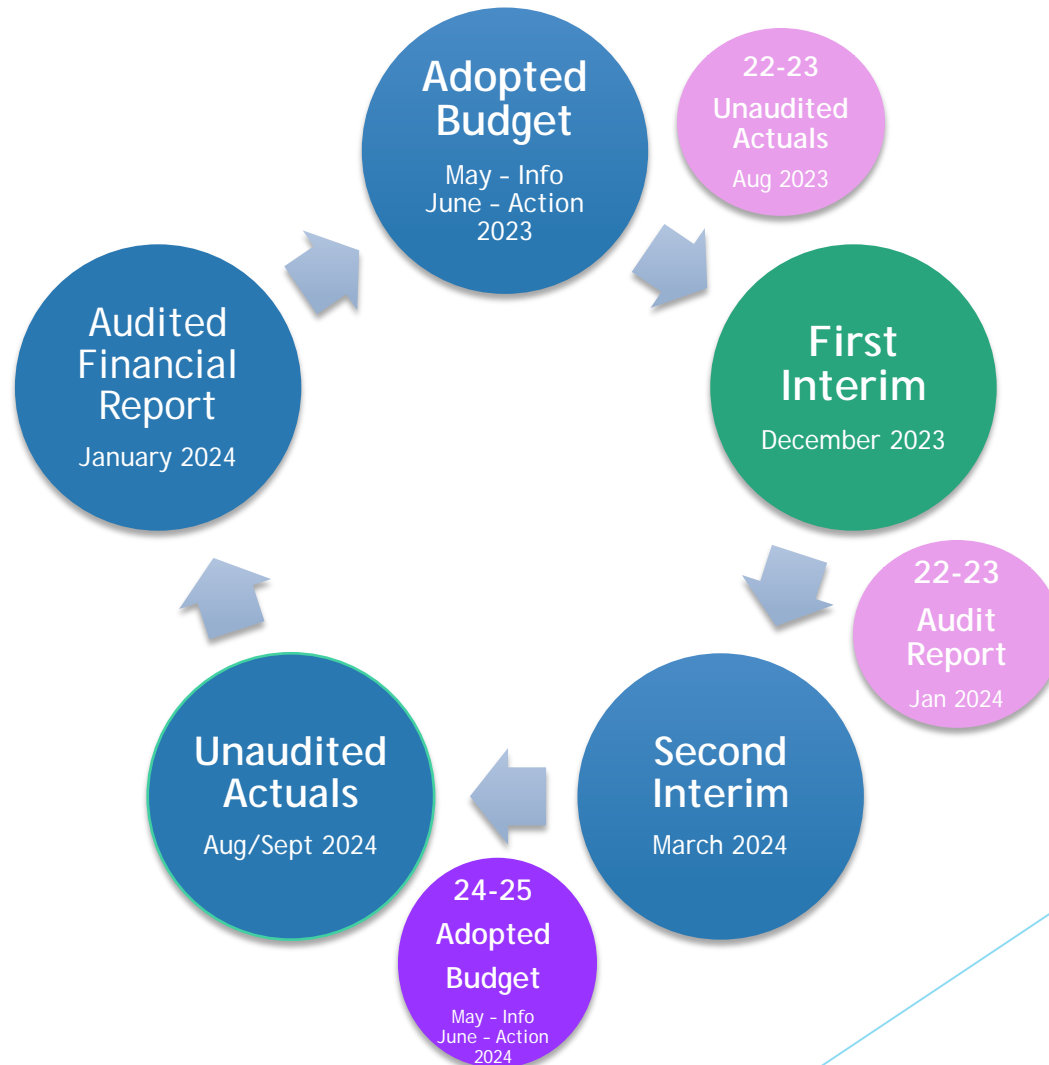 Adopted
Budget
May - Info
June - Action
2023
22-23
Unaudited
Actuals
Aug 2023
First
Interim
December 2023
22-23
Audit
Report
Jan 2024
Second
Interim
March 2024
24-25
Adopted
Budget
May - Info
June - Action
2024
Unaudited
Actuals
Aug/Sept 2024
Audited
Financial
Report
January 2024